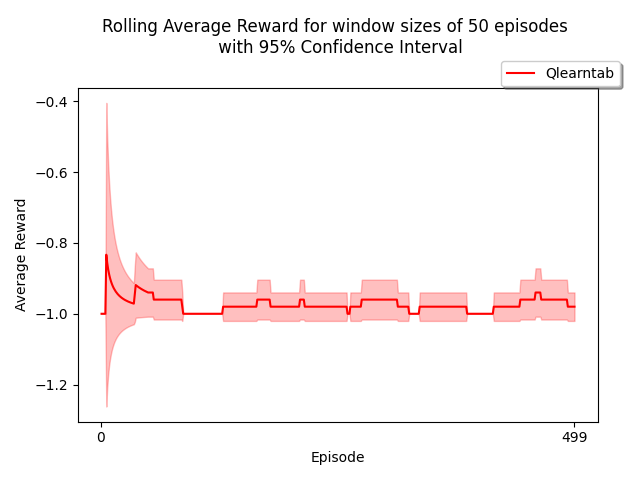 Rolling Average Reward for window sizes of 50 episodes
with 95% Confidence Interval
Qlearntab
−0.4
−0.6
−0.8
−1.0
−1.2
Average Reward
0
499
Episode